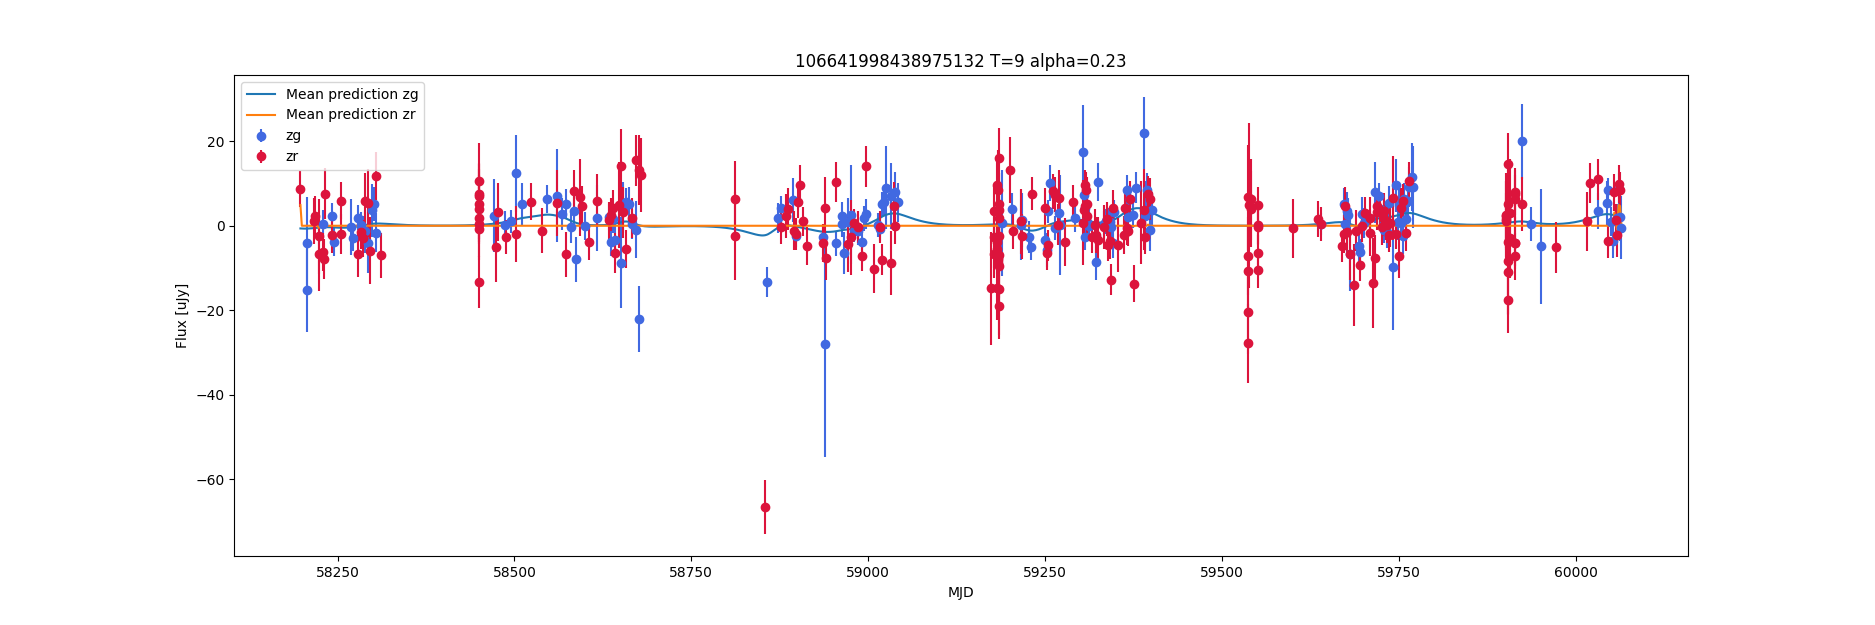 106641998438975132 T=9 alpha=0.23
Mean prediction zg
Mean prediction zr
zg
zr
20
0
−20
−40
−60
Flux [uJy]
58250 58500 58750 59000 59250 59500 59750 60000
MJD